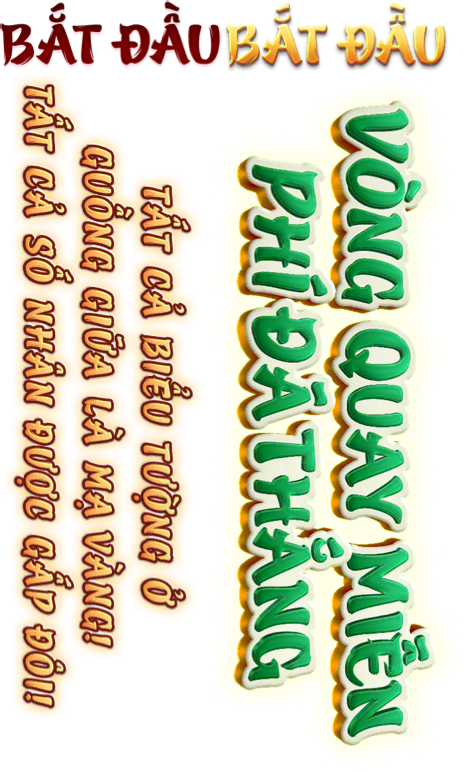 BẮT ĐẦU
BẮT ĐẦU
VÒNG QUAY MIỄN
PHÍ ĐÃ THẮNG
TẤT CẢ BIỂU TƯỢNG Ở
GUỒNG GIỮA LÀ MẠ VÀNG!
TẤT CẢ SỐ NHÂN ĐƯỢC GẤP ĐÔI!